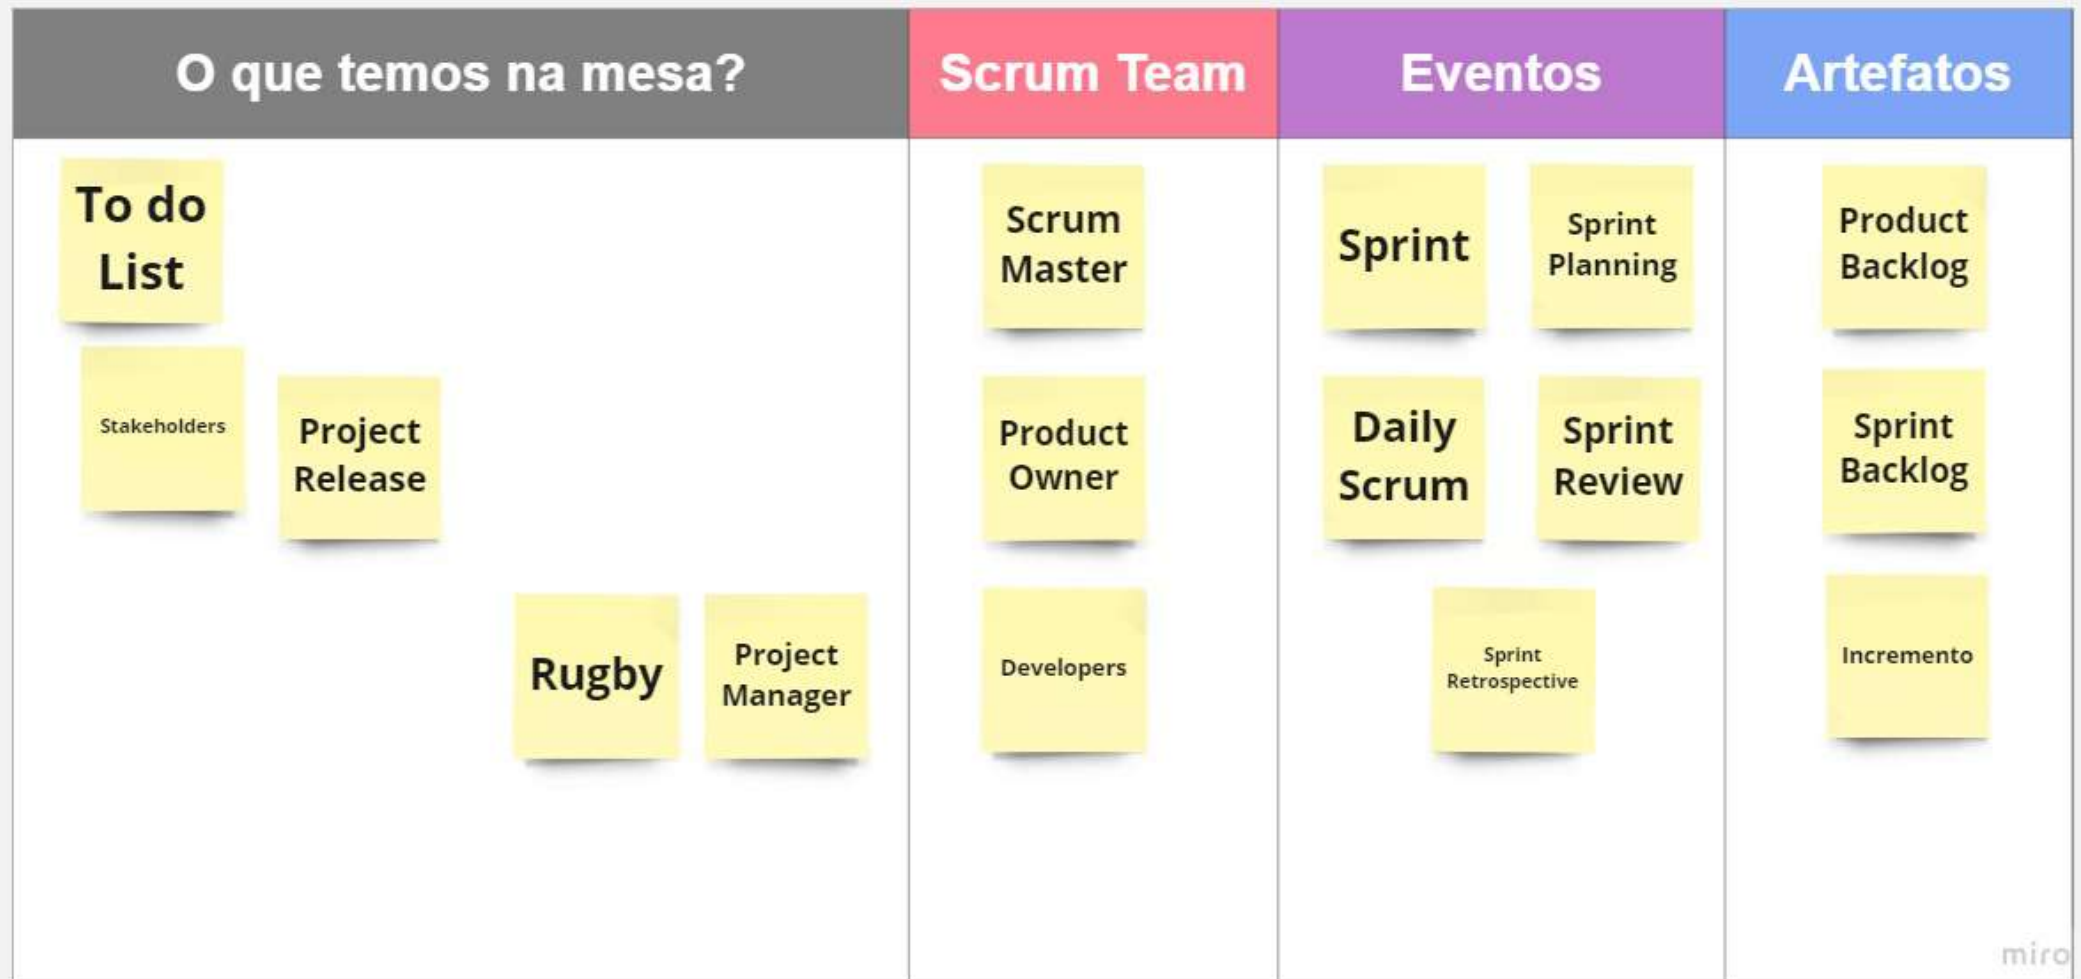 O que temos na mesa?
Scrum Team
Eventos
Artefatos
To do
List
Stakeholders
Project
Release
Rugby
Project
Manager
Scrum
Master
Product
Owner
Developers
Sprint
Sprint
Planning
Daily
Scrum
Sprint
Review
Sprint
Retrospective
Product
Backlog
Sprint
Backlog
Incremento
miro